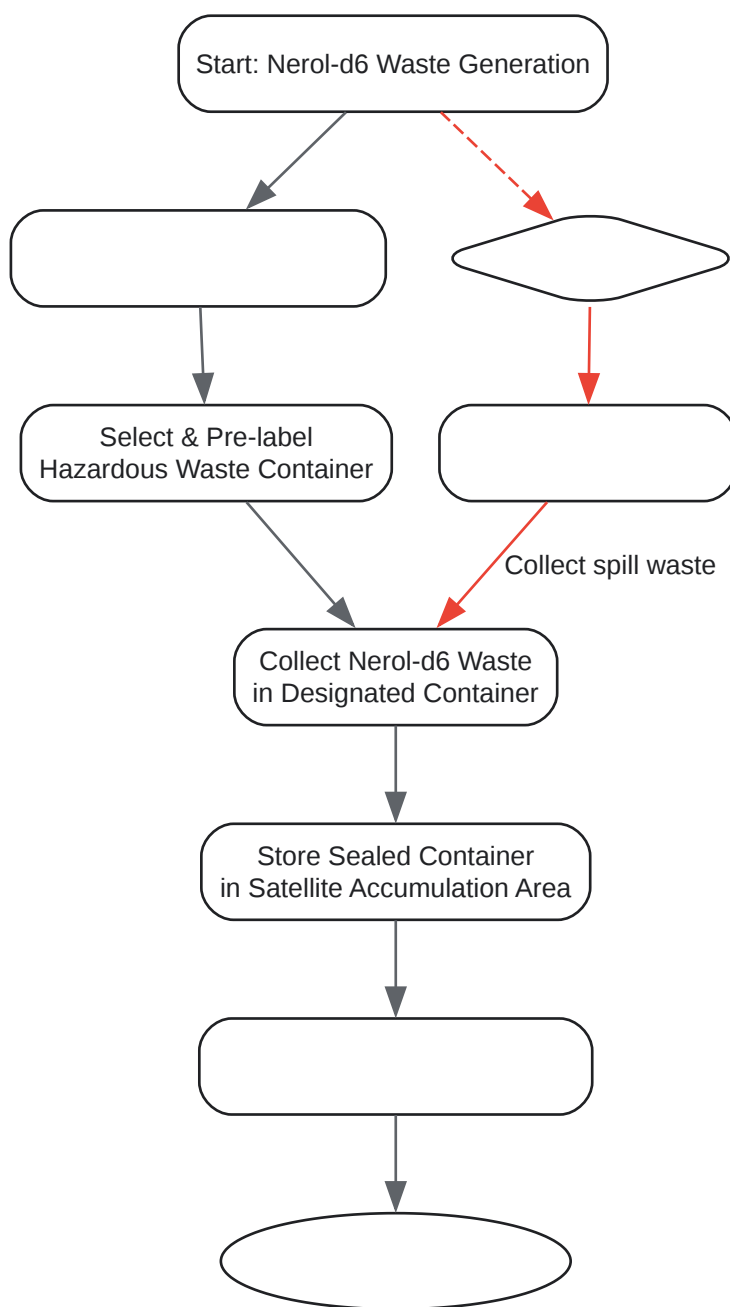 Start: Nerol-d6 Waste Generation
Select & Pre-label
Hazardous Waste Container
Collect spill waste
Collect Nerol-d6 Waste
in Designated Container
Store Sealed Container
in Satellite Accumulation Area